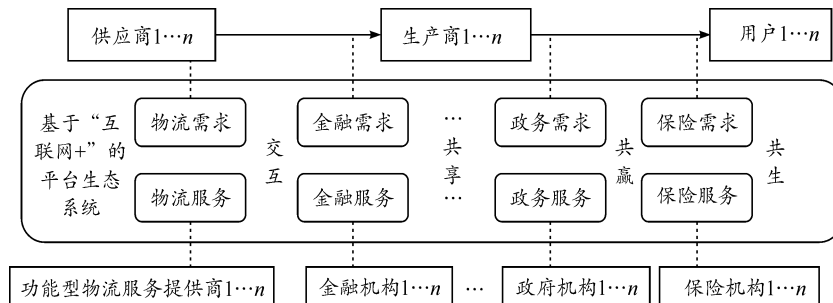 供应商1…n
生产商1…n
用户1…n
基于“互
联网+”的
平台生态
系统
物流需求
物流服务
交
互
金融需求
金融服务
…
共
享
…
政务需求
政务服务
共
赢
保险需求
保险服务
共
生
功能型物流服务提供商1…n
金融机构1…n
…
政府机构1…n
保险机构1…n